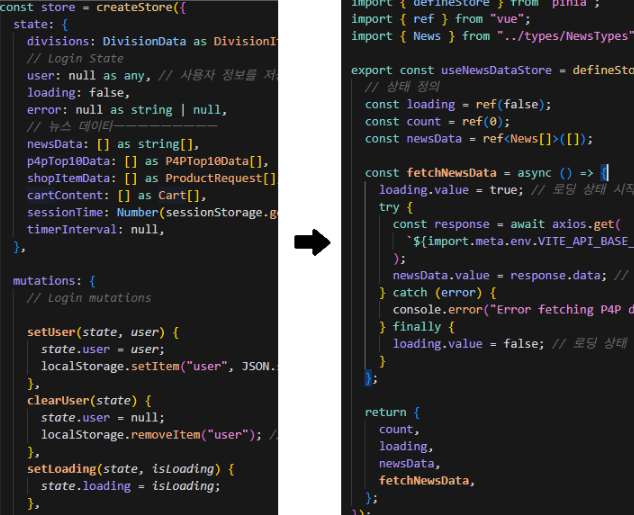 const store = createStore({
  state: {
    divisions: DivisionData as
    // Login State
    user: null as any, // 사용자 정보를
    loading: false,
    error: null as string | null,
    // 뉴스 데이타—————————
    newsData: [] as string[],
    p4pTop10Data: [] as P4PTop10Data[],
    shopItemData: [] as ProductRequest[]
    cartContent: [] as Cart[],
    sessionTime: Number(sessionStorage.
    timerInterval: null,
  },

  mutations: {
    // Login mutations

    setUser(state, user) {
      state.user = user;
      localStorage.setItem("user", JSON.
    },
    clearUser(state) {
      state.user = null;
      localStorage.removeItem("user"); //
    },
    setLoading(state, isLoading) {
      state.loading = isLoading;
    },
import { defineStore } from "pinia";
import { ref } from "vue";
import { News } from "../types/NewsTypes"

export const useNewsDataStore =
  // 상태 정의
  const loading = ref(false);
  const count = ref(0);
  const newsData = ref<News[]>([]);

  const fetchNewsData = async () => {
    loading.value = true; // 로딩 상태 시작
    try {
      const response = await axios.get(
        `${import.meta.env.VITE_API_BASE_
      );
      newsData.value = response.data; //
    } catch (error) {
      console.error("Error fetching P4P
    } finally {
      loading.value = false; // 로딩 상태
    }
  };

  return {
    count,
    loading,
    newsData,
    fetchNewsData,
  };
});